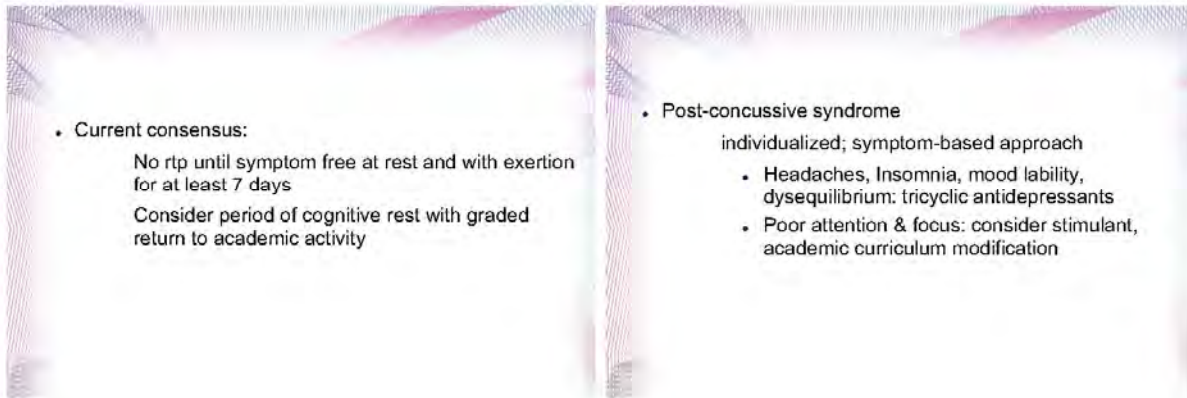 • Current consensus:
No rtp until symptom free at rest and with exertion
for at least 7 days
Consider period of cognitive rest with graded
return to academic activity
• Post-concussive syndrome
individualized; symptom-based approach
• Headaches, Insomnia, mood lability,
dysequilibrium: tricyclic antidepressants
• Poor attention & focus: consider stimulant,
academic curriculum modification